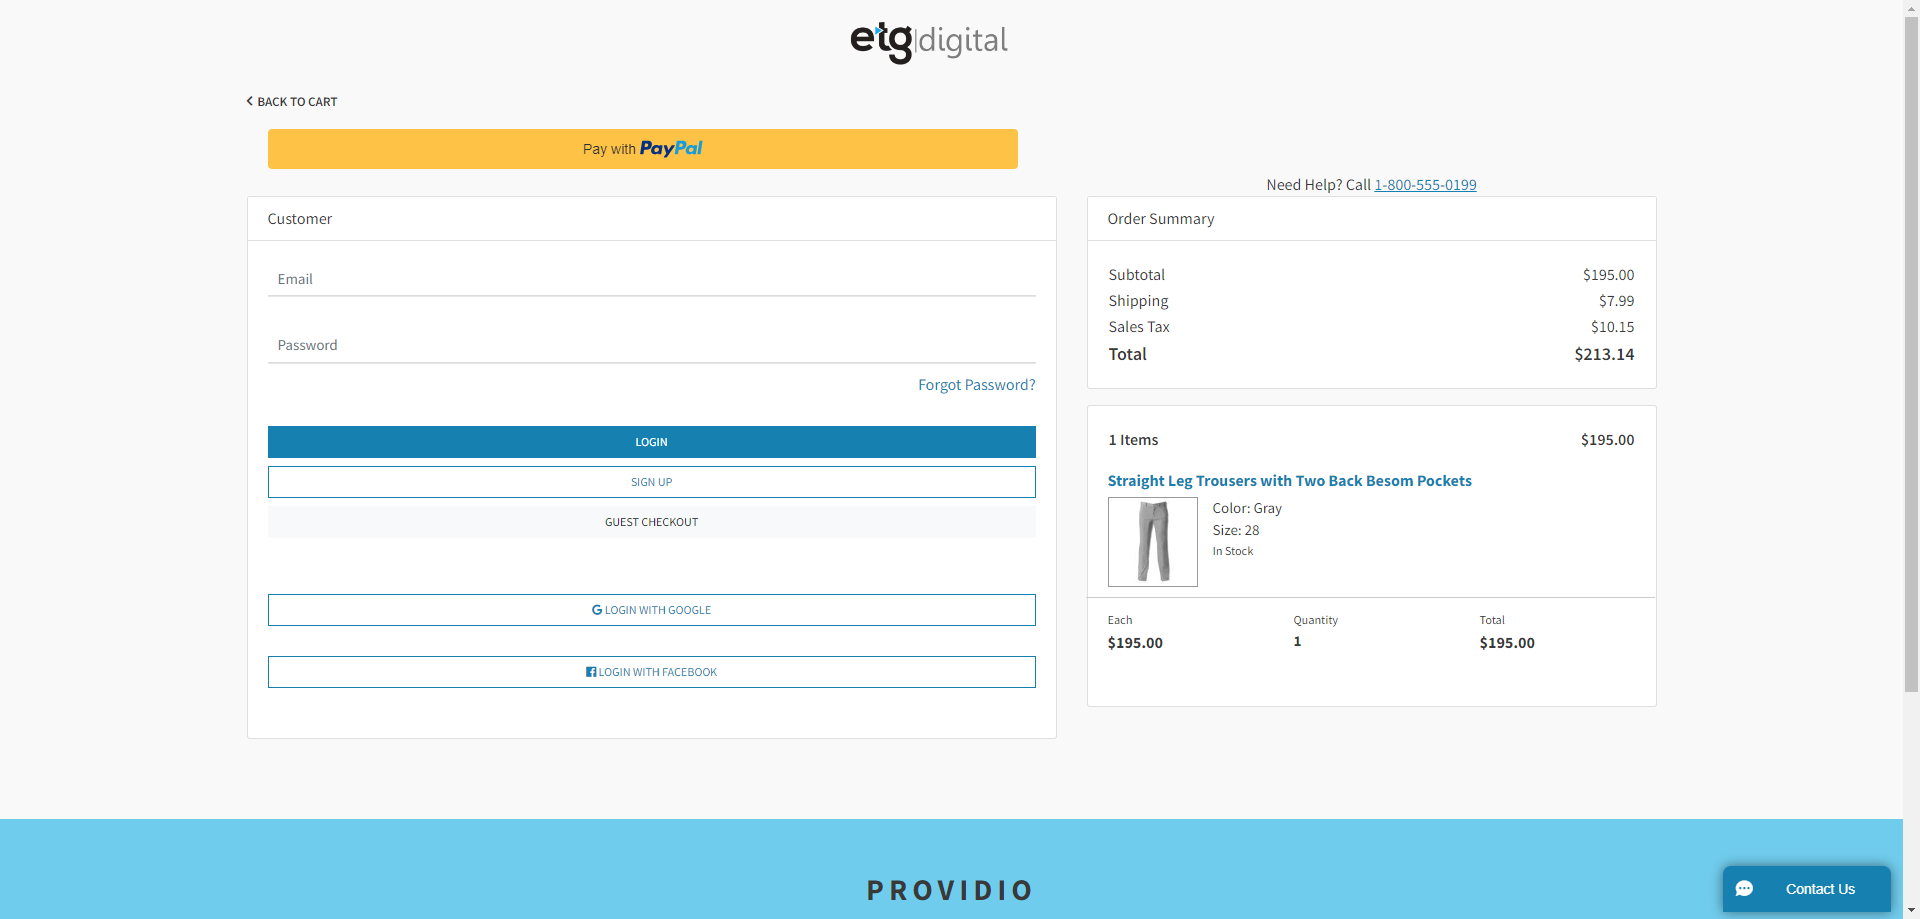 etg|digital
BACK TO CART
Pay with PayPal
Need Help? Call 1-800-555-0199
Customer
Email
Password
Forgot Password?
LOGIN
SIGN UP
GUEST CHECKOUT
LOGIN WITH GOOGLE
LOGIN WITH FACEBOOK
Order Summary
Subtotal $195.00
Shipping $7.99
Sales Tax $10.15
Total $213.14
1 Items $195.00
Straight Leg Trousers with Two Back Besom Pockets
Color: Gray
Size: 28
In Stock
Each Quantity Total
$195.00 1 $195.00
PROVIDIO
Contact Us